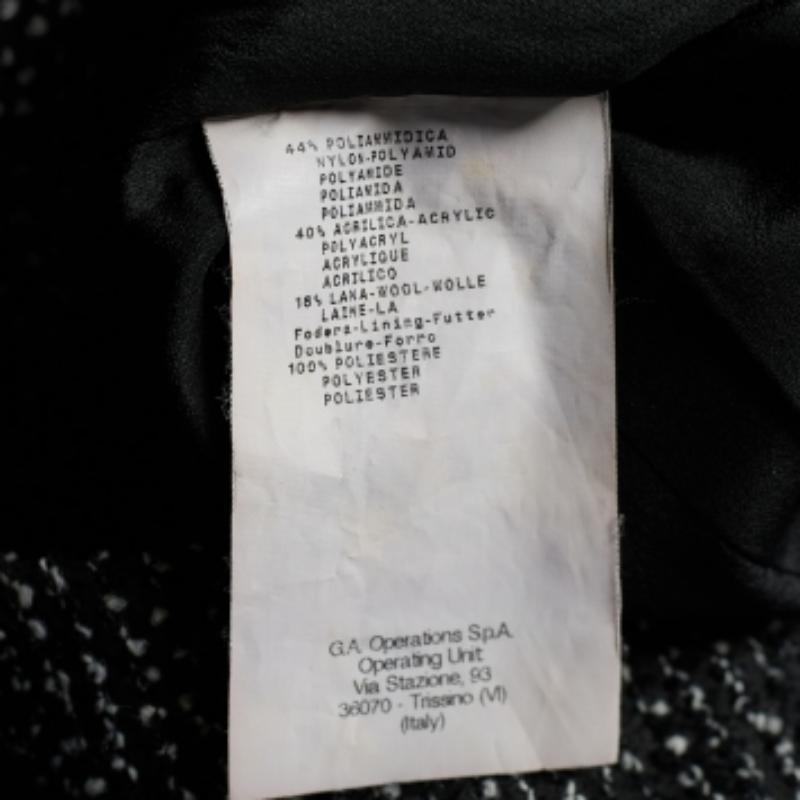 44% POLIAMMIDICA
NYLON-POLYAMID
POLYAMIDE
POLIAMIDA
POLIAMMIDA
40% ACRILICA-ACRYLIC
POLYACRYL
ACRYLIQUE
ACRILICO
16% LANA-WOOL-WOLLE
LAINE-LA
Fodera-Lining-Futter
Doublure-Forro
100% POLIESTERE
POLYESTER
POLIESTER
G.A. Operations S.p.A.
Operating Unit
Via Stazione, 93
36070 - Trissino (VI)
(Italy)